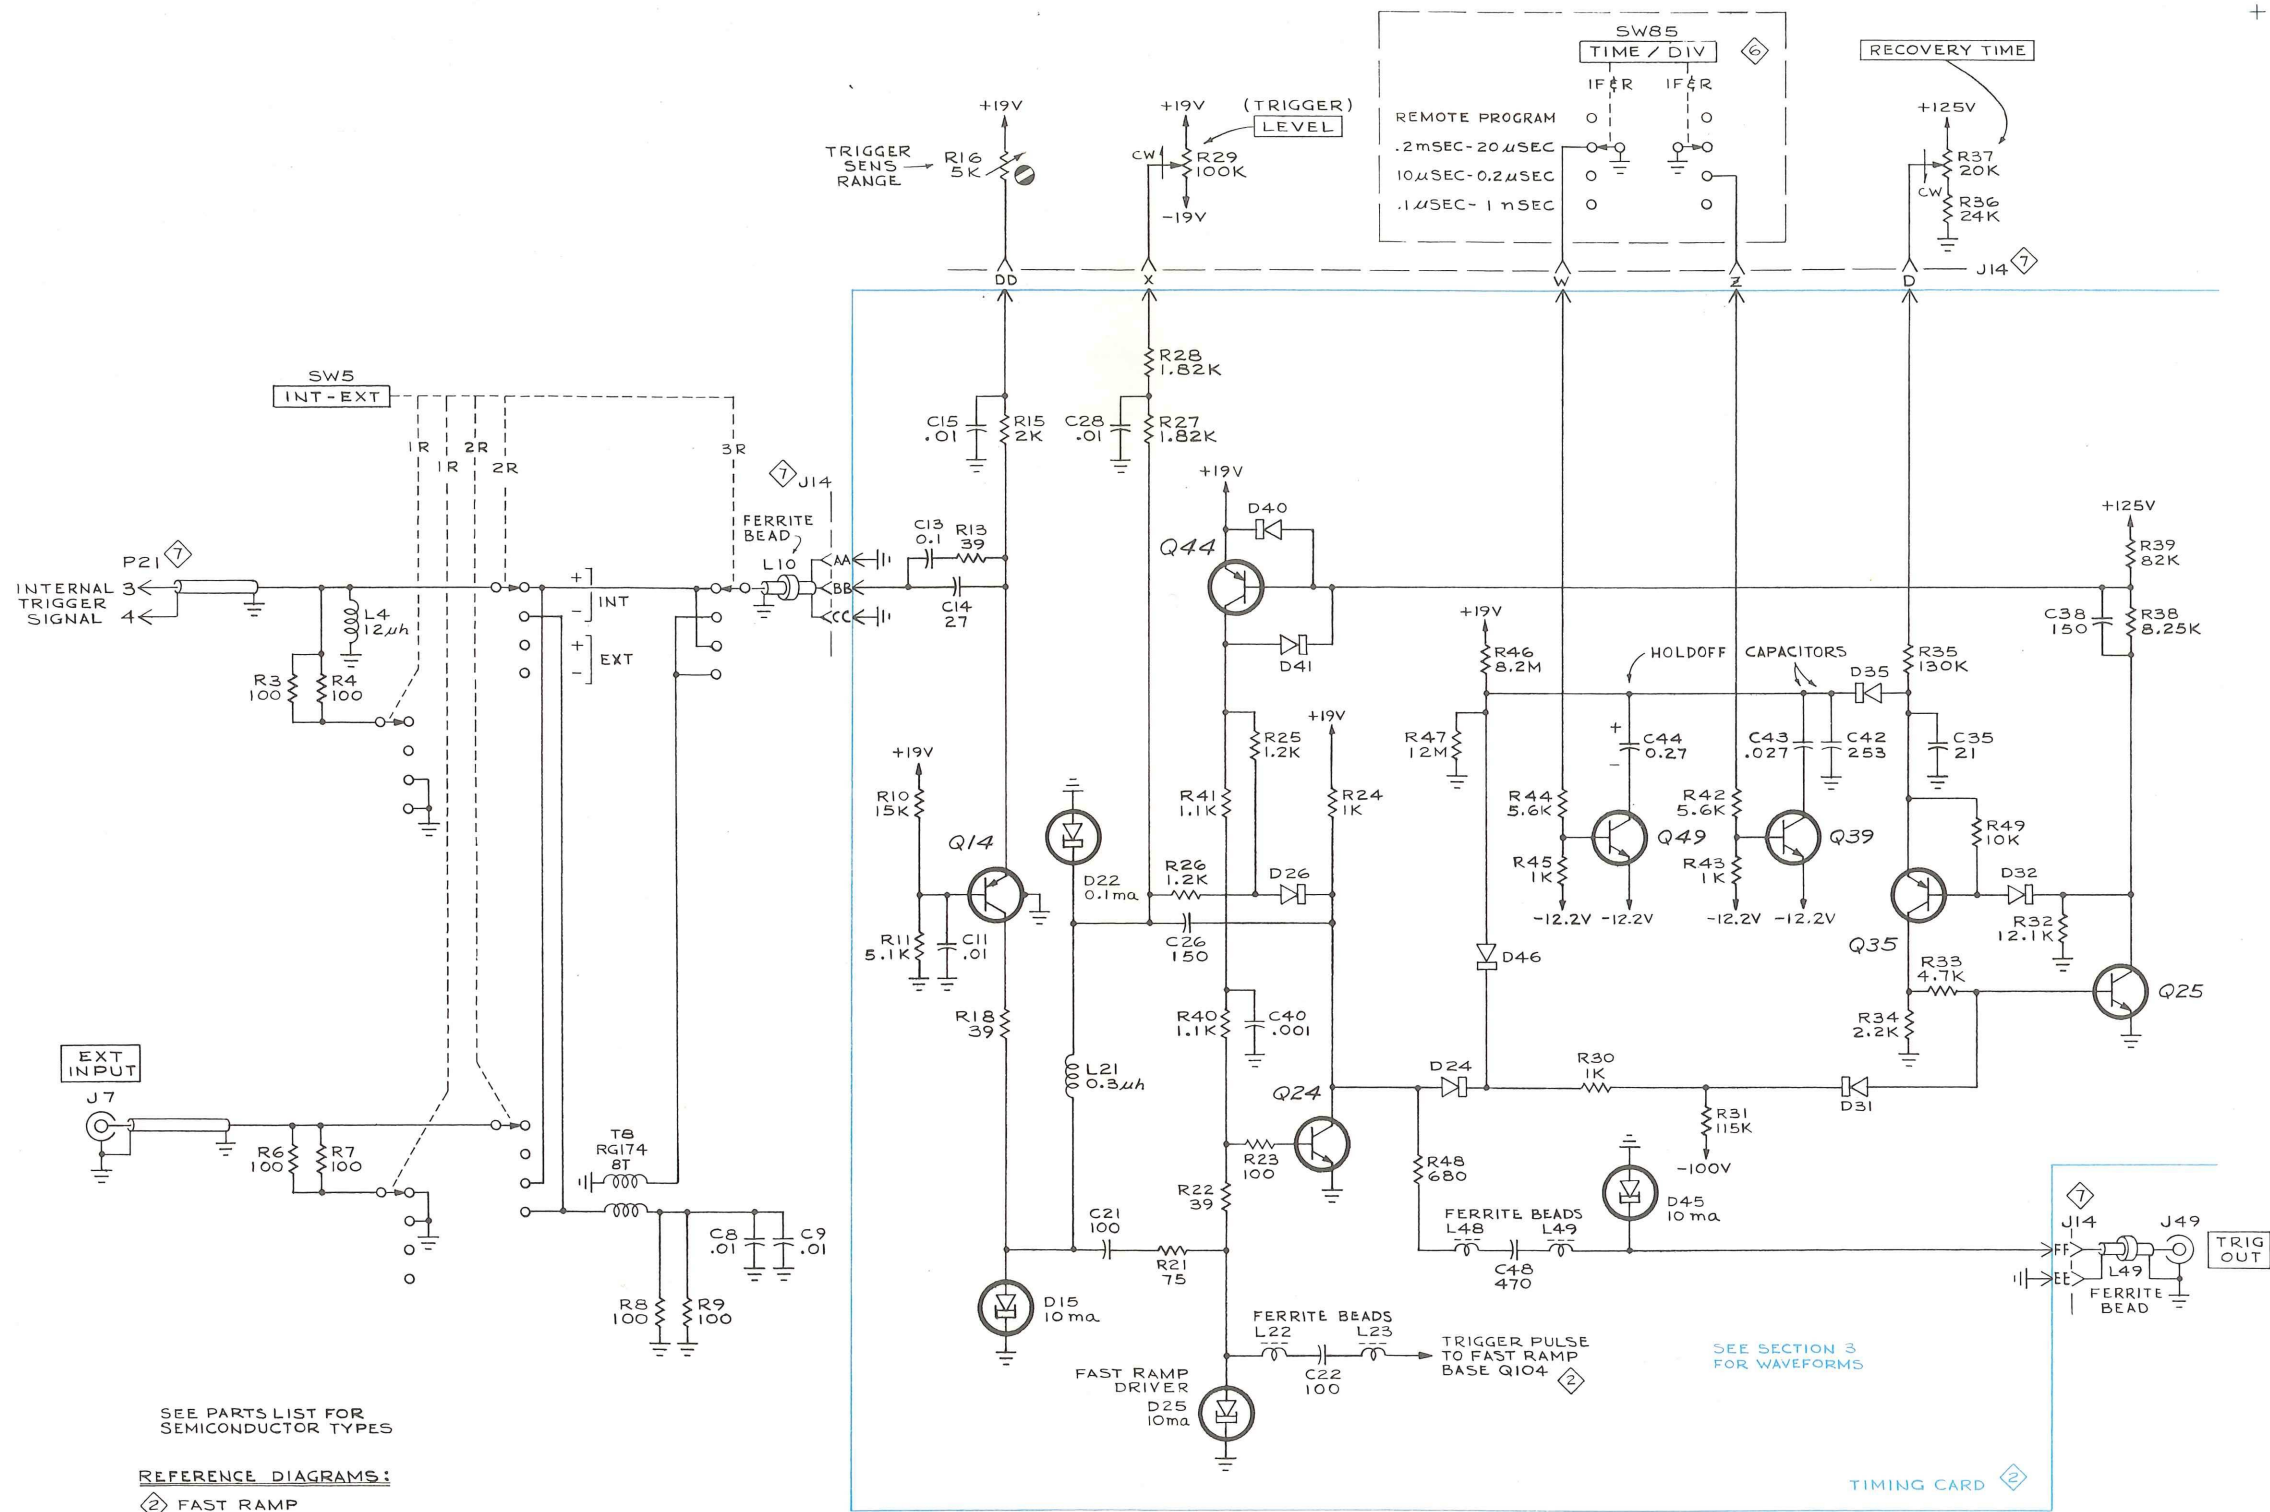 SW85
TIME / DIV
6
1F&R
1F&R
REMOTE PROGRAM
.2mSEC-20µSEC
10µSEC-0.2µSEC
.1µSEC- 1 nSEC
RECOVERY TIME
+125V
R37
20K
CW
R36
24K
+19V
TRIGGER
SENS
RANGE
R16
5K
+19V
(TRIGGER)
LEVEL
CW
R29
100K
-19V
DD
X
W
Z
D
J14
7
SW5
INT-EXT
1R
1R
2R
2R
3R
R28
1.82K
C15
.01
R15
2K
C28
.01
R27
1.82K
7
J14
FERRITE
BEAD
L10
AA
BB
CC
C13
0.1
R13
39
C14
27
P21
7
INTERNAL
TRIGGER
SIGNAL
3
4
L4
12µh
R3
100
R4
100
+
-
INT
+
-
EXT
+19V
D40
Q44
D41
+125V
R39
82K
C38
150
R38
8.25K
+19V
R46
8.2M
HOLDOFF CAPACITORS
D35
R35
130K
R47
12M
+
C44
0.27
-
C43
.027
C42
253
C35
21
R25
1.2K
+19V
R41
1.1K
R24
1K
+19V
R10
15K
Q14
D22
0.1ma
R26
1.2K
D26
C26
150
R11
5.1K
C11
.01
R44
5.6K
Q49
R45
1K
-12.2V
-12.2V
R42
5.6K
Q39
R43
1K
-12.2V
-12.2V
R49
10K
D32
R32
12.1K
Q35
R33
4.7K
Q25
R34
2.2K
D46
R18
39
R40
1.1K
C40
.001
L21
0.3µh
Q24
D24
R30
1K
D31
R31
115K
-100V
EXT
INPUT
J7
R6
100
R7
100
T8
RG174
8T
C8
.01
C9
.01
R8
100
R9
100
R23
100
R22
39
C21
100
R21
75
D15
10ma
R48
680
FERRITE BEADS
L48
L49
C48
470
D45
10ma
7
J14
J49
FF
EE
L49
FERRITE
BEAD
TRIG
OUT
FERRITE BEADS
L22
L23
C22
100
TRIGGER PULSE
TO FAST RAMP
BASE Q104
2
FAST RAMP
DRIVER
D25
10ma
SEE SECTION 3
FOR WAVEFORMS
TIMING CARD
2
SEE PARTS LIST FOR
SEMICONDUCTOR TYPES
REFERENCE DIAGRAMS:
2 FAST RAMP